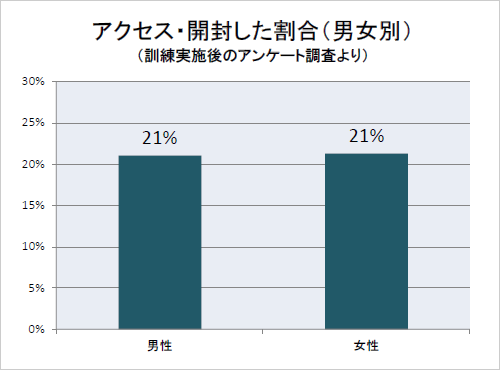 アクセス・開封した割合（男女別）
（訓練実施後のアンケート調査より）
30%
25%
20%
15%
10%
5%
0%
21%
21%
男性
女性